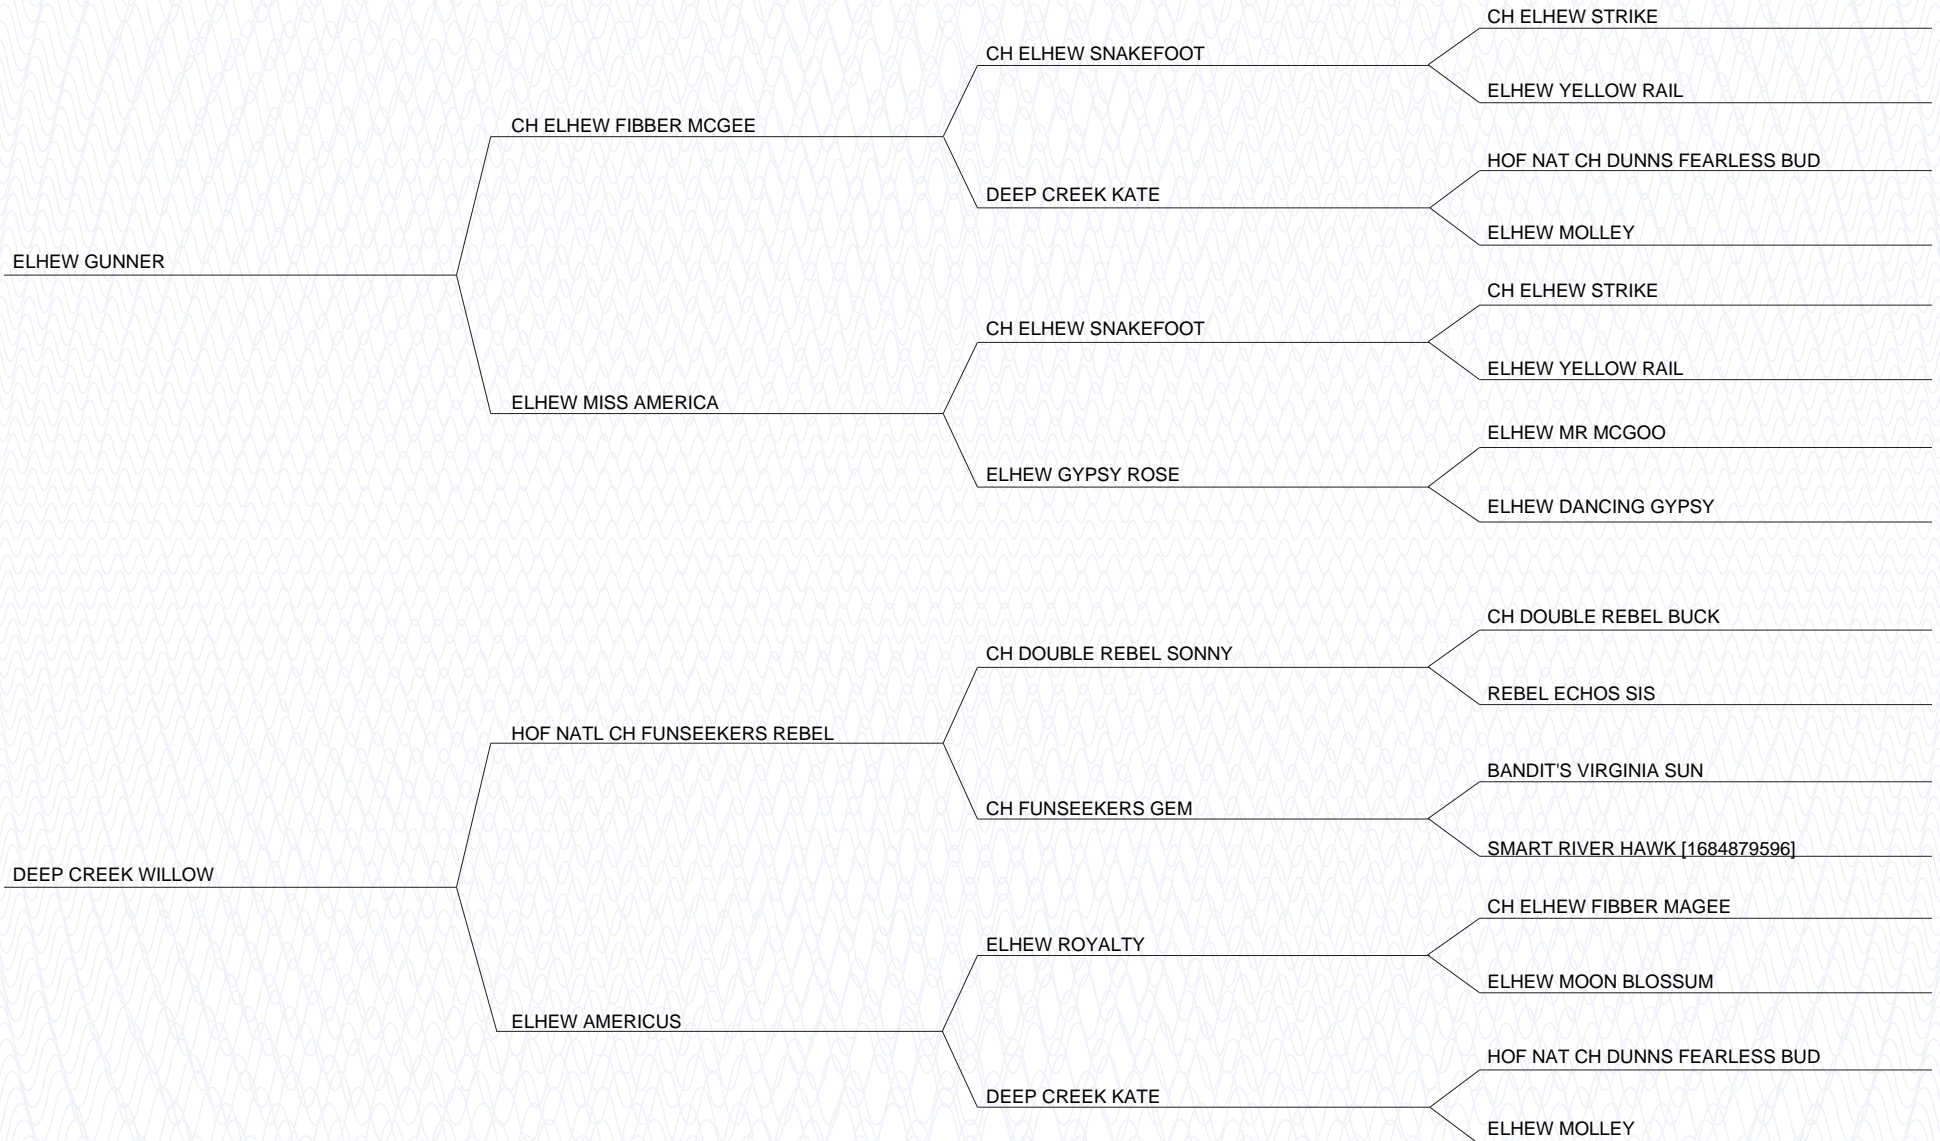 CH ELHEW STRIKE
CH ELHEW SNAKEFOOT
ELHEW YELLOW RAIL
CH ELHEW FIBBER MCGEE
HOF NAT CH DUNNS FEARLESS BUD
DEEP CREEK KATE
ELHEW MOLLEY
ELHEW GUNNER
CH ELHEW STRIKE
CH ELHEW SNAKEFOOT
ELHEW YELLOW RAIL
ELHEW MISS AMERICA
ELHEW MR MCGOO
ELHEW GYPSY ROSE
ELHEW DANCING GYPSY
CH DOUBLE REBEL BUCK
CH DOUBLE REBEL SONNY
REBEL ECHOS SIS
HOF NATL CH FUNSEEKERS REBEL
BANDIT'S VIRGINIA SUN
CH FUNSEEKERS GEM
SMART RIVER HAWK [1684879596]
DEEP CREEK WILLOW
CH ELHEW FIBBER MAGEE
ELHEW ROYALTY
ELHEW MOON BLOSSUM
ELHEW AMERICUS
HOF NAT CH DUNNS FEARLESS BUD
DEEP CREEK KATE
ELHEW MOLLEY